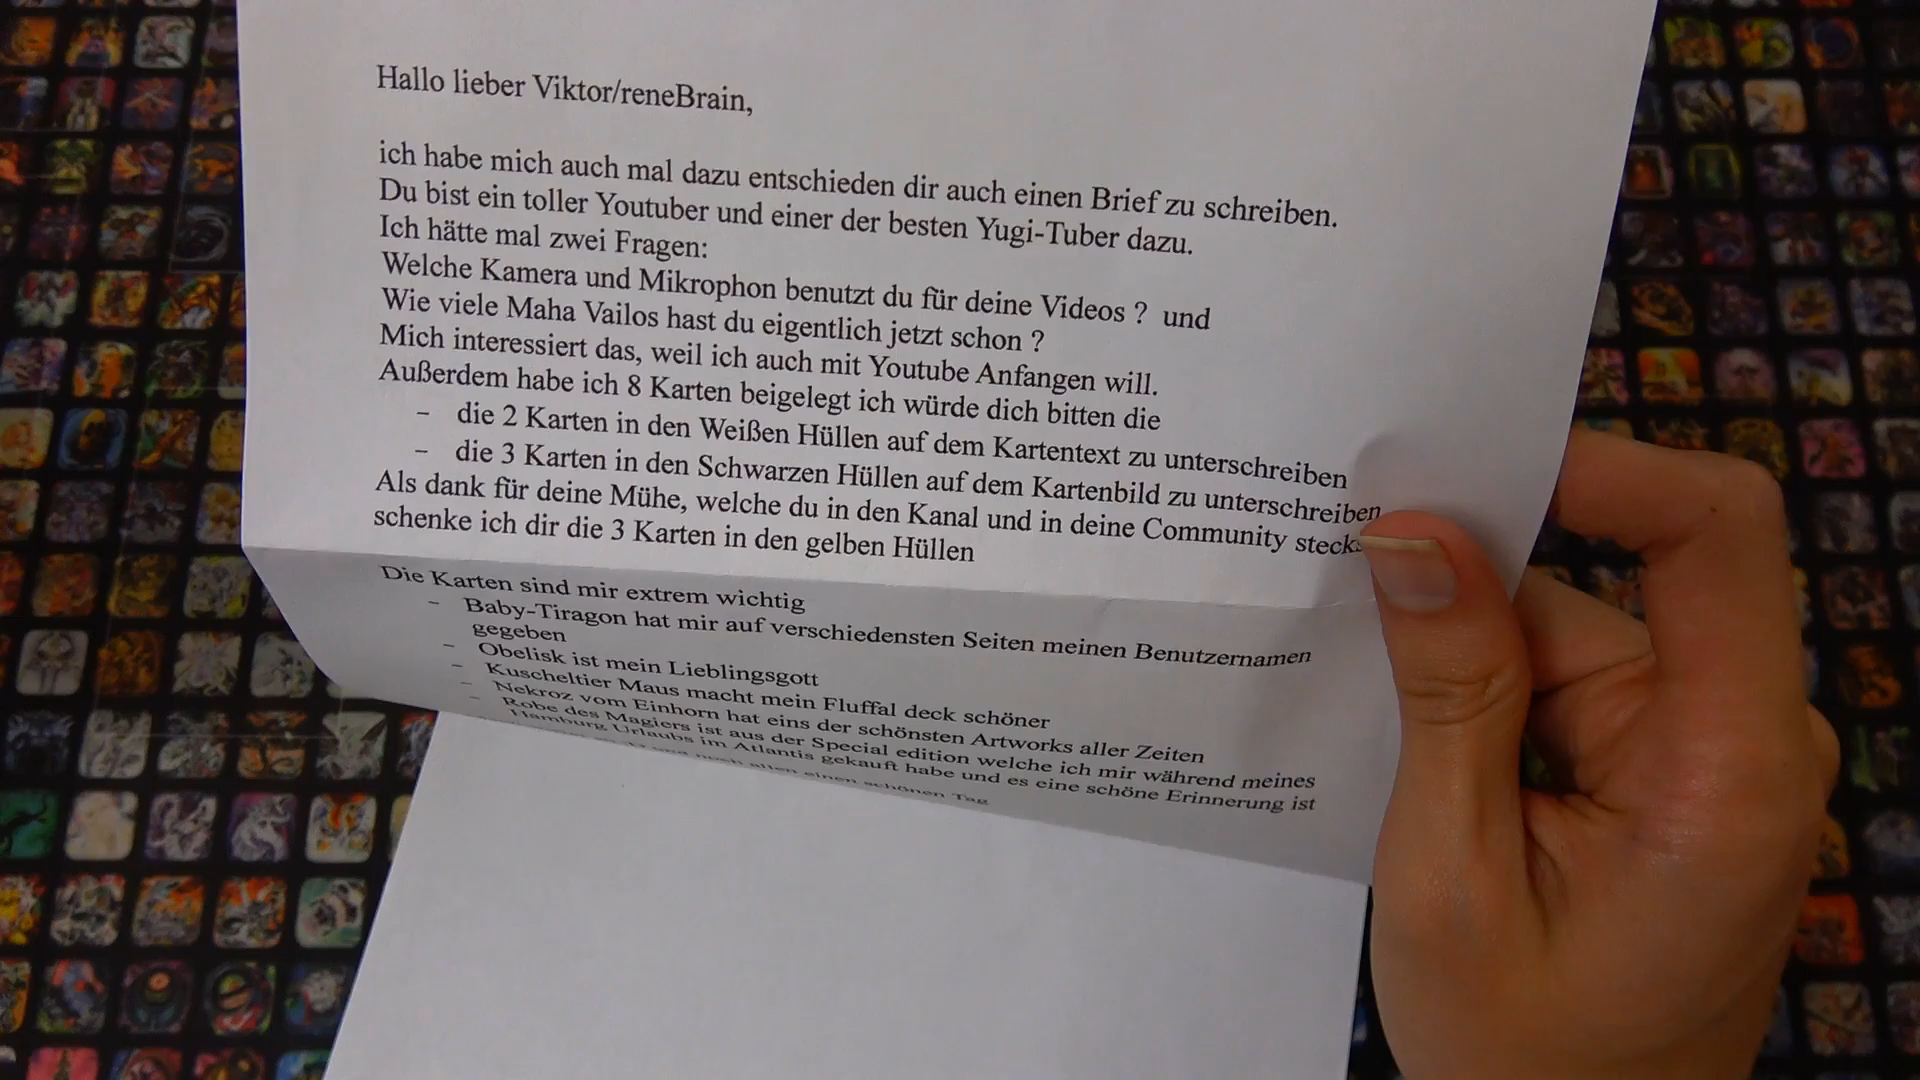 Hallo lieber Viktor/reneBrain,
ich habe mich auch mal dazu entschieden dir auch einen Brief zu schreiben.
Du bist ein toller Youtuber und einer der besten Yugi-Tuber dazu.
Ich hätte mal zwei Fragen:
Welche Kamera und Mikrophon benutzt du für deine Videos ? und
Wie viele Maha Vailos hast du eigentlich jetzt schon ?
Mich interessiert das, weil ich auch mit Youtube Anfangen will.
Außerdem habe ich 8 Karten beigelegt ich würde dich bitten die
- die 2 Karten in den Weißen Hüllen auf dem Kartentext zu unterschreiben
- die 3 Karten in den Schwarzen Hüllen auf dem Kartenbild zu unterschreiben
Als dank für deine Mühe, welche du in den Kanal und in deine Community
schenke ich dir die 3 Karten in den gelben Hüllen
Die Karten sind mir extrem wichtig
- Baby-Tiragon hat mir auf verschiedensten Seiten meinen Benutzernamen
gegeben
- Obelisk ist mein Lieblingsgott
- Kuscheltier Maus macht mein Fluffal deck schöner
- Nekroz vom Einhorn hat eins der schönsten Artworks aller Zeiten
- Robe des Magiers ist aus der Special edition welche ich mir während meines
Hamburg Urlaubs im Atlantis gekauft habe und es eine schöne Erinnerung ist
noch allen einen schönen Tag